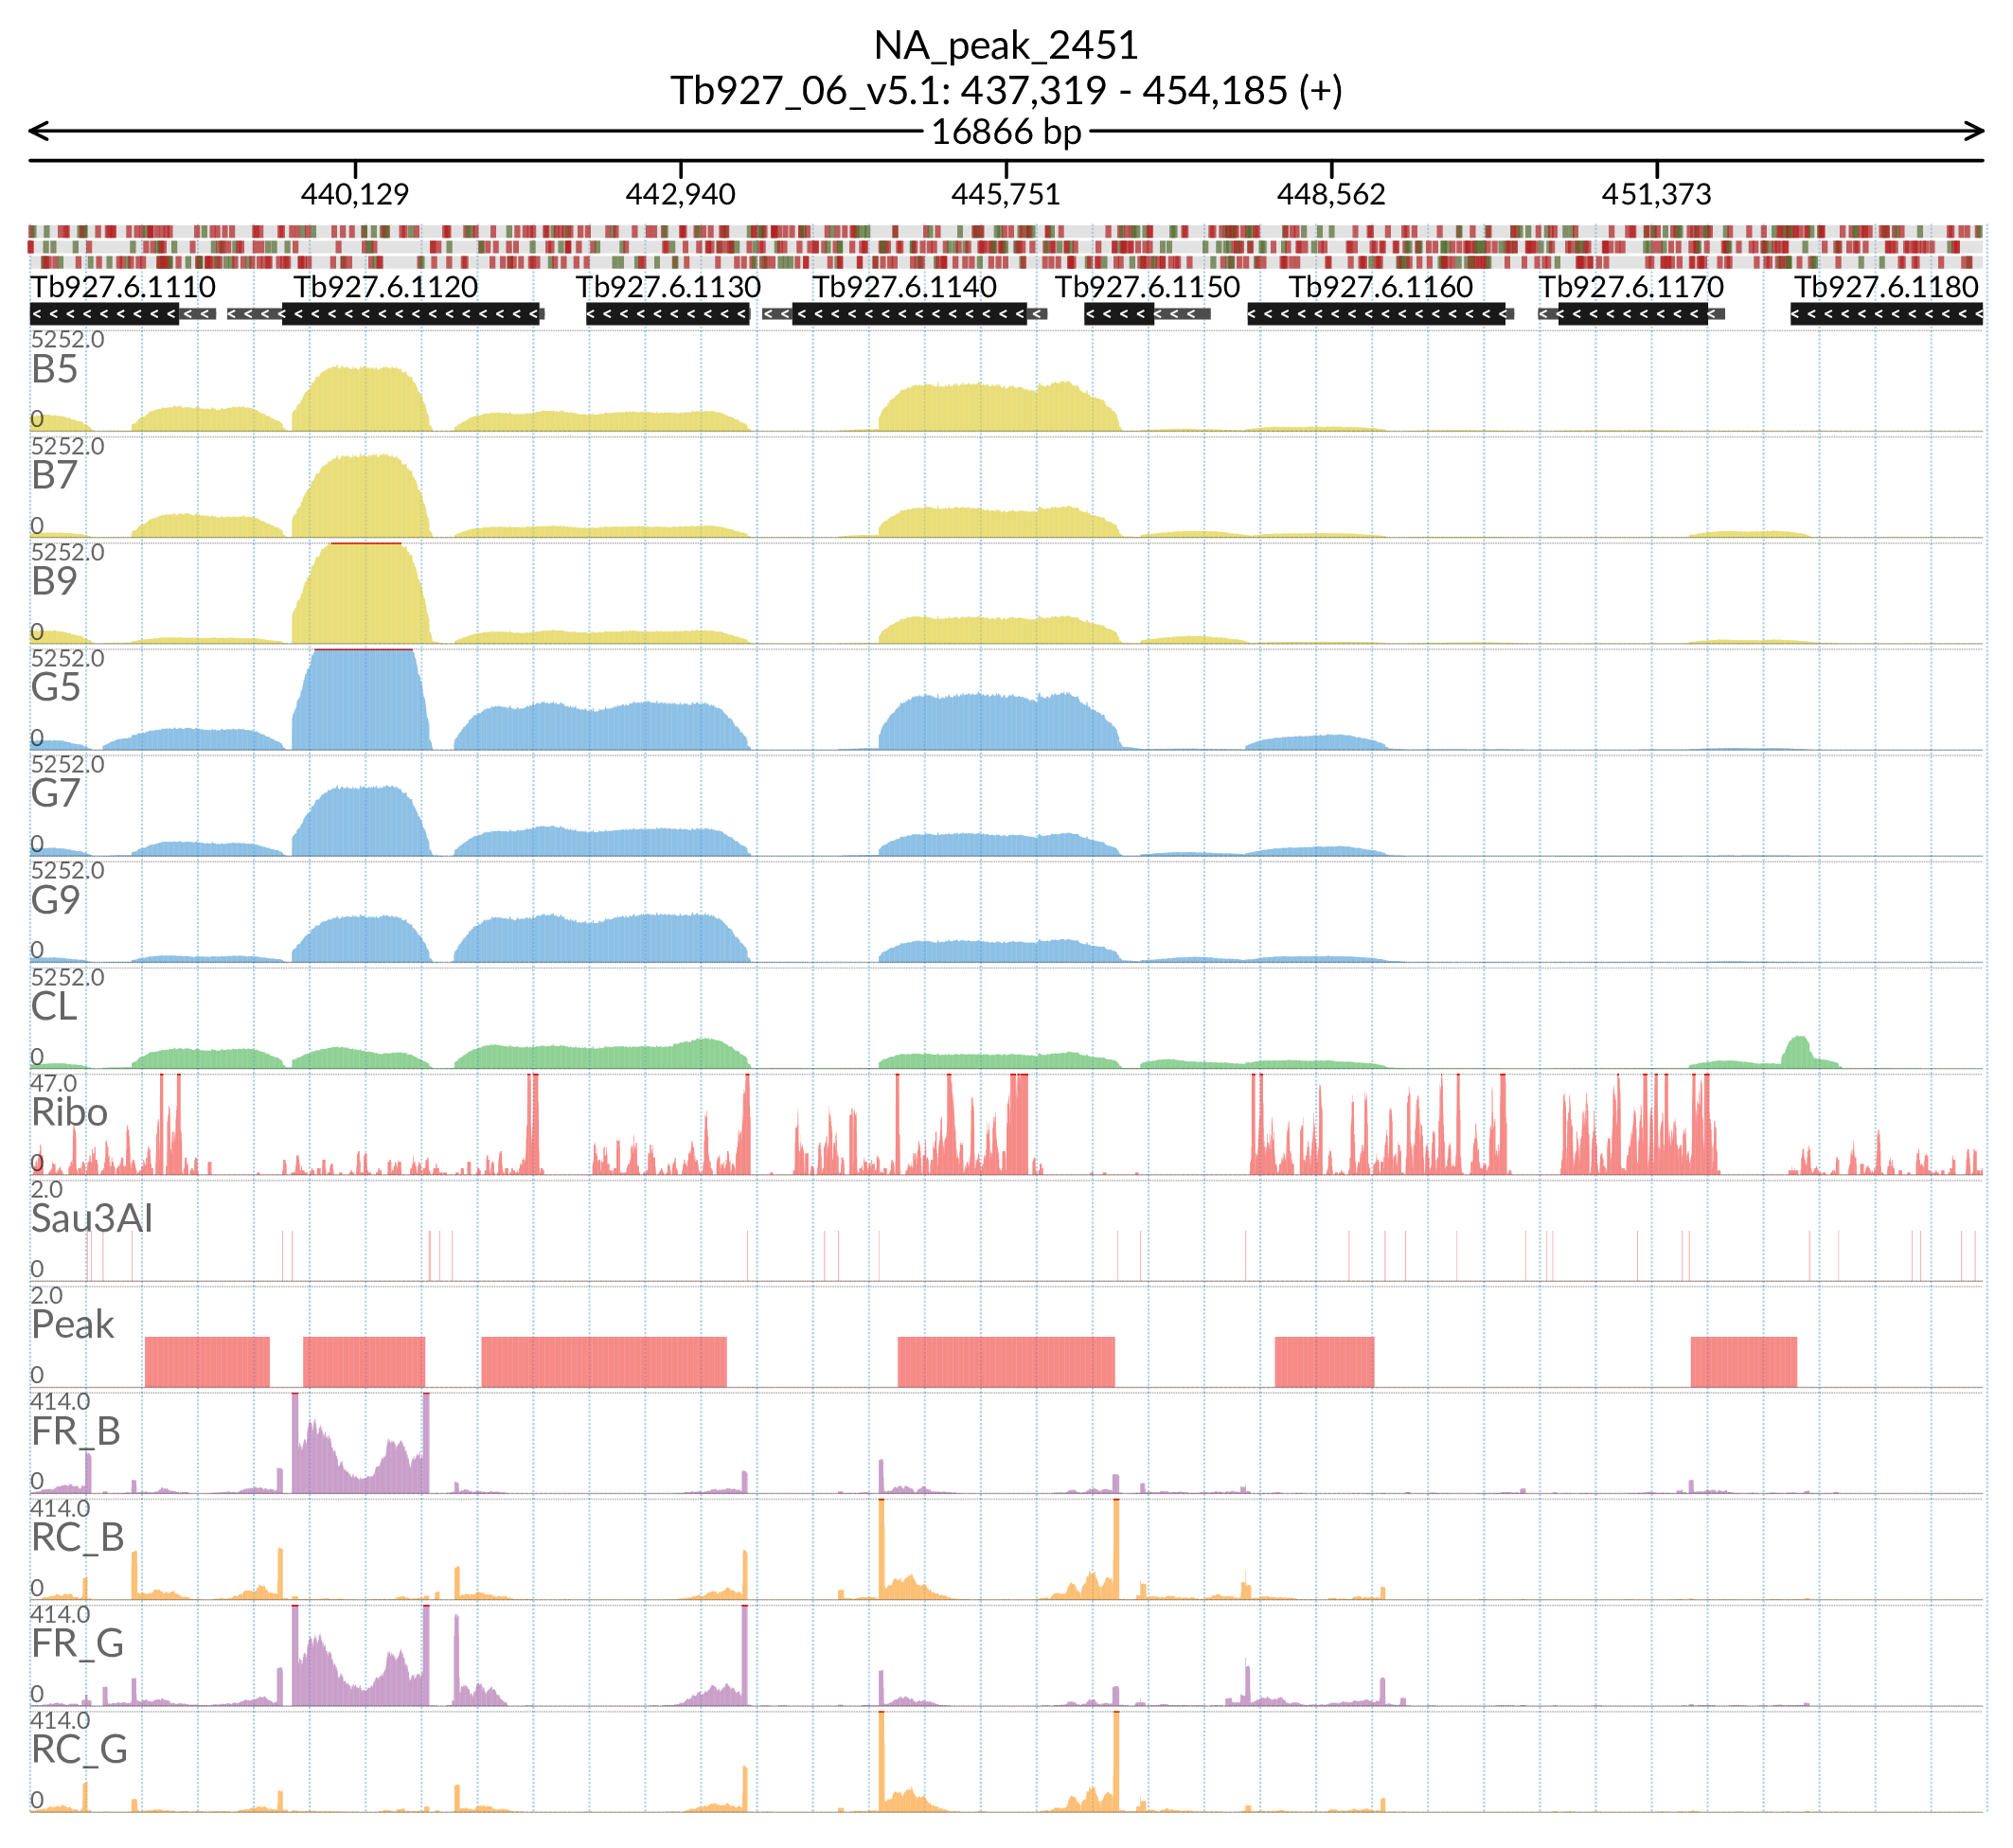 NA_peak_2451
Tb927_06_v5.1: 437,319 - 454,185 (+)
16866 bp
440,129 442,940 445,751 448,562 451,373
Tb927.6.1110 Tb927.6.1120 Tb927.6.1130 Tb927.6.1140 Tb927.6.1150 Tb927.6.1160 Tb927.6.1170 Tb927.6.1180
5252.0
B5
0
5252.0
B7
0
5252.0
B9
0
5252.0
G5
0
5252.0
G7
0
5252.0
G9
0
5252.0
CL
0
47.0
Ribo
0
2.0
Sau3AI
0
2.0
Peak
0
414.0
FR_B
0
414.0
RC_B
0
414.0
FR_G
0
414.0
RC_G
0